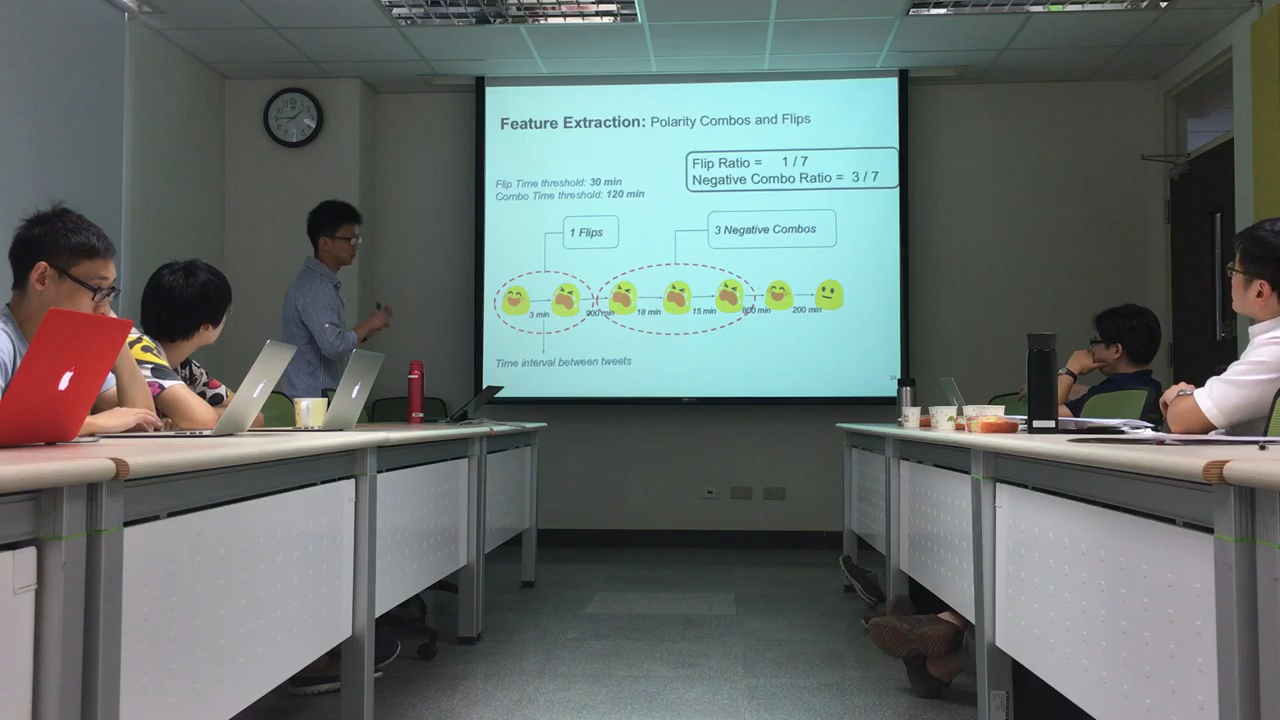 Feature Extraction: Polarity Combos and Flips
Flip Ratio = 1 / 7
Negative Combo Ratio = 3 / 7
Flip Time threshold: 30 min
Combo Time threshold: 120 min
1 Flips
3 Negative Combos
3 min
900 min
18 min
15 min
800 min
200 min
Time interval between tweets